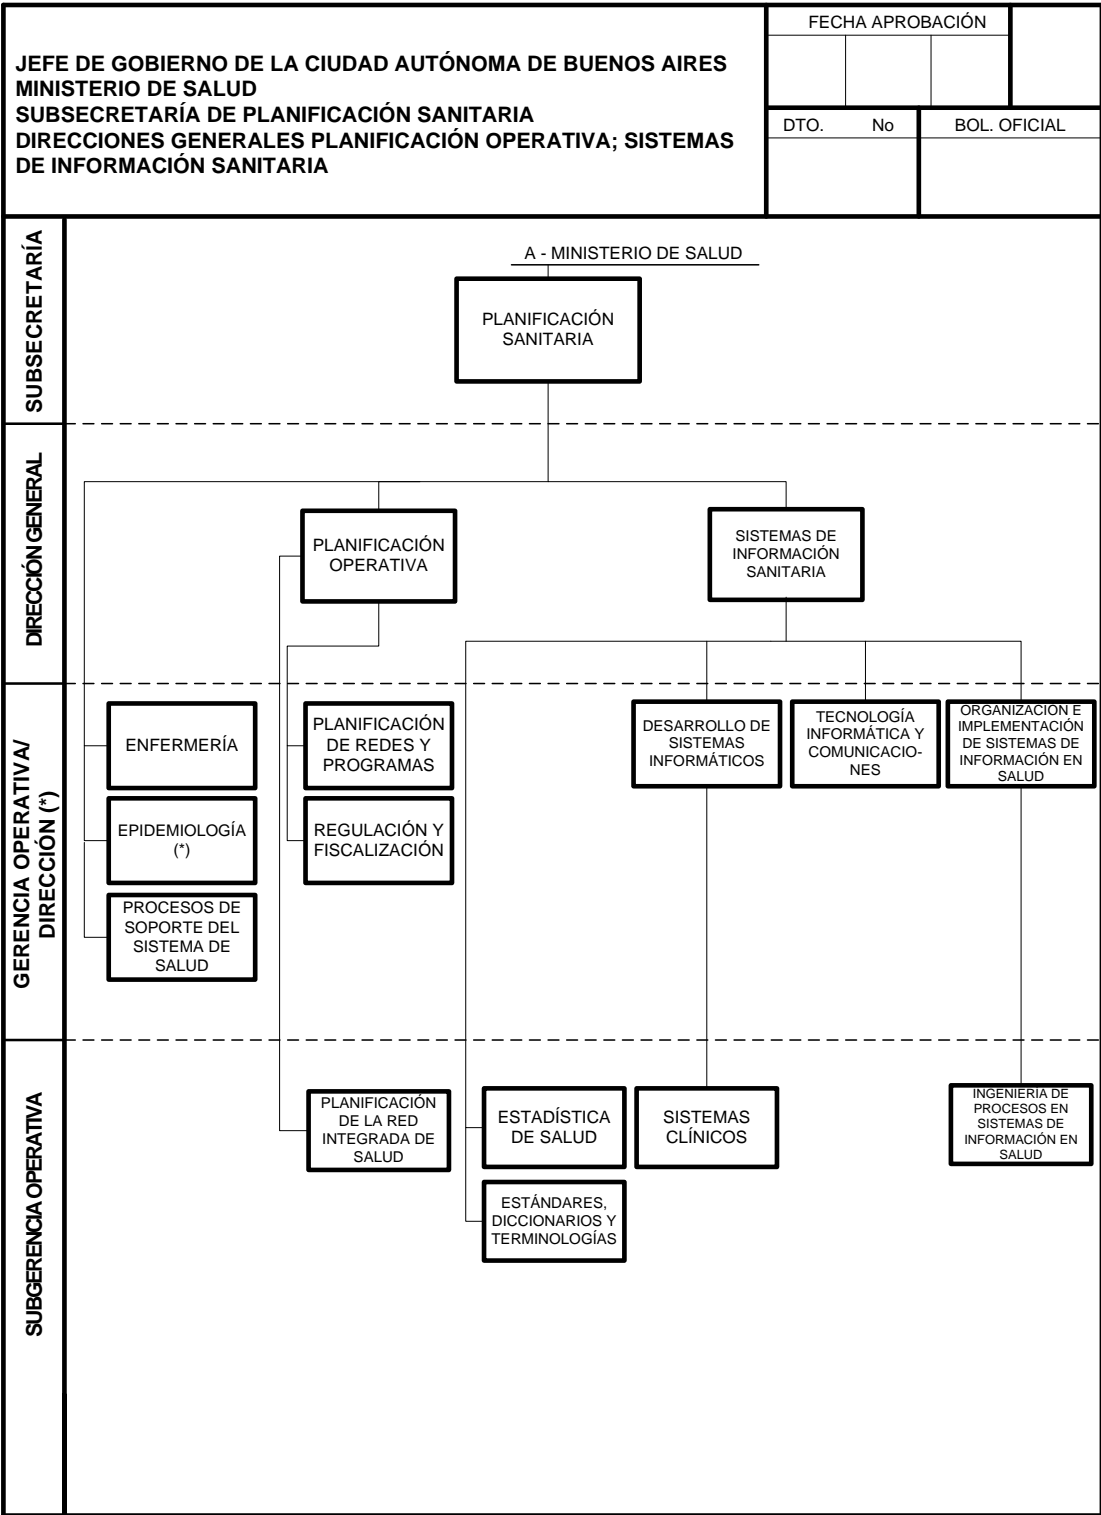 JEFE DE GOBIERNO DE LA CIUDAD AUTÓNOMA DE BUENOS AIRES
MINISTERIO DE SALUD
SUBSECRETARÍA DE PLANIFICACIÓN SANITARIA
DIRECCIONES GENERALES PLANIFICACIÓN OPERATIVA; SISTEMAS
DE INFORMACIÓN SANITARIA
FECHA APROBACIÓN
DTO. No
BOL. OFICIAL
SUBSECRETARÍA
A - MINISTERIO DE SALUD
PLANIFICACIÓN
SANITARIA
DIRECCIÓN GENERAL
PLANIFICACIÓN
OPERATIVA
SISTEMAS DE
INFORMACIÓN
SANITARIA
GERENCIA OPERATIVA/
DIRECCIÓN (*)
ENFERMERÍA
PLANIFICACIÓN
DE REDES Y
PROGRAMAS
DESARROLLO DE
SISTEMAS
INFORMÁTICOS
TECNOLOGÍA
INFORMÁTICA Y
COMUNICACIO-
NES
ORGANIZACIÓN E
IMPLEMENTACIÓN
DE SISTEMAS DE
INFORMACIÓN EN
SALUD
EPIDEMIOLOGÍA
(*)
REGULACIÓN Y
FISCALIZACIÓN
PROCESOS DE
SOPORTE DEL
SISTEMA DE
SALUD
SUBGERENCIA OPERATIVA
PLANIFICACIÓN
DE LA RED
INTEGRADA DE
SALUD
ESTADÍSTICA
DE SALUD
SISTEMAS
CLÍNICOS
INGENIERIA DE
PROCESOS EN
SISTEMAS DE
INFORMACIÓN EN
SALUD
ESTÁNDARES,
DICCIONARIOS Y
TERMINOLOGÍAS